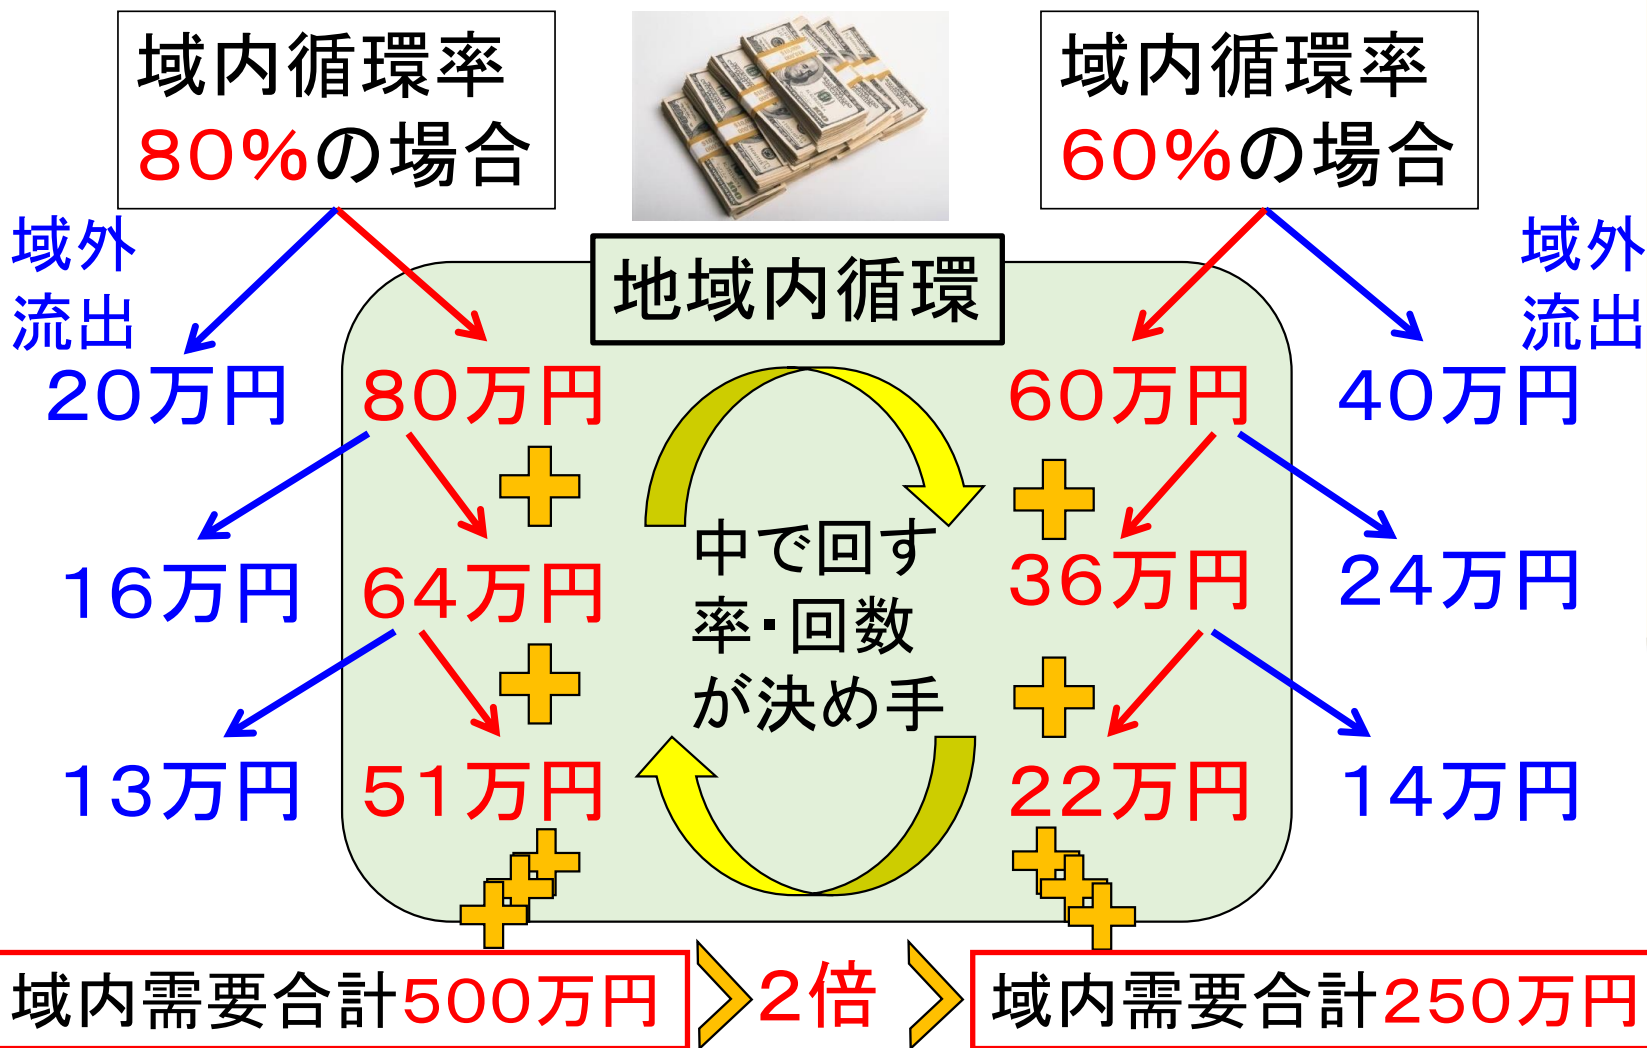 域内循環率
80%の場合
域内循環率
60%の場合
域外
流出
地域内循環
域外
流出
20万円
80万円
60万円
40万円
中で回す
率・回数
が決め手
16万円
64万円
36万円
24万円
13万円
51万円
22万円
14万円
域内需要合計500万円
2倍
域内需要合計250万円